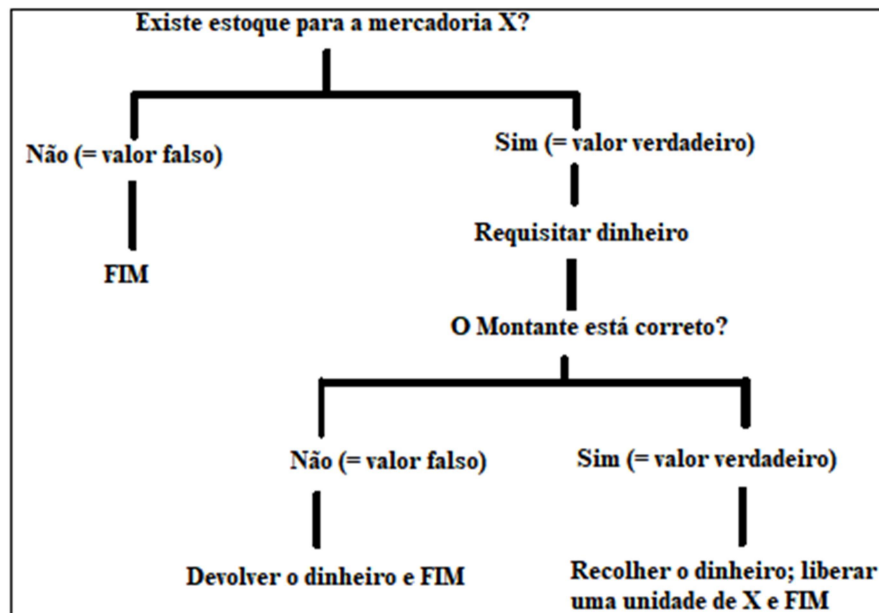 Existe estoque para a mercadoria X?
Não (= valor falso)
Sim (= valor verdadeiro)
Requisitar dinheiro
FIM
O Montante está correto?
Não (= valor falso)
Sim (= valor verdadeiro)
Devolver o dinheiro e FIM
Recolher o dinheiro; liberar
uma unidade de X e FIM